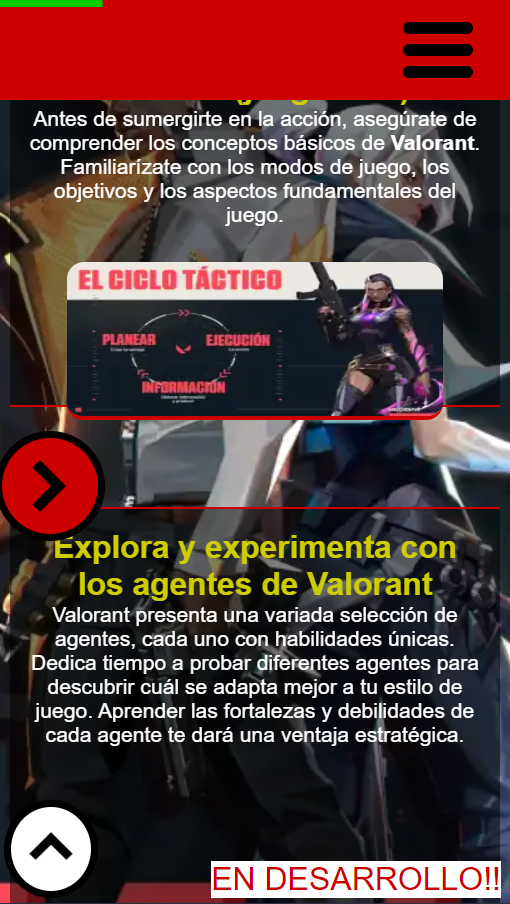 Antes de sumergirte en la acción, asegúrate de
comprender los conceptos básicos de Valorant.
Familiarízate con los modos de juego, los
objetivos y los aspectos fundamentales del
juego.
EL CICLO TÁCTICO
PLANEAR
EJECUCIÓN
INFORMACIÓN
Explora y experimenta con
los agentes de Valorant
Valorant presenta una variada selección de
agentes, cada uno con habilidades únicas.
Dedica tiempo a probar diferentes agentes para
descubrir cuál se adapta mejor a tu estilo de
juego. Aprender las fortalezas y debilidades de
cada agente te dará una ventaja estratégica.
EN DESARROLLO!!